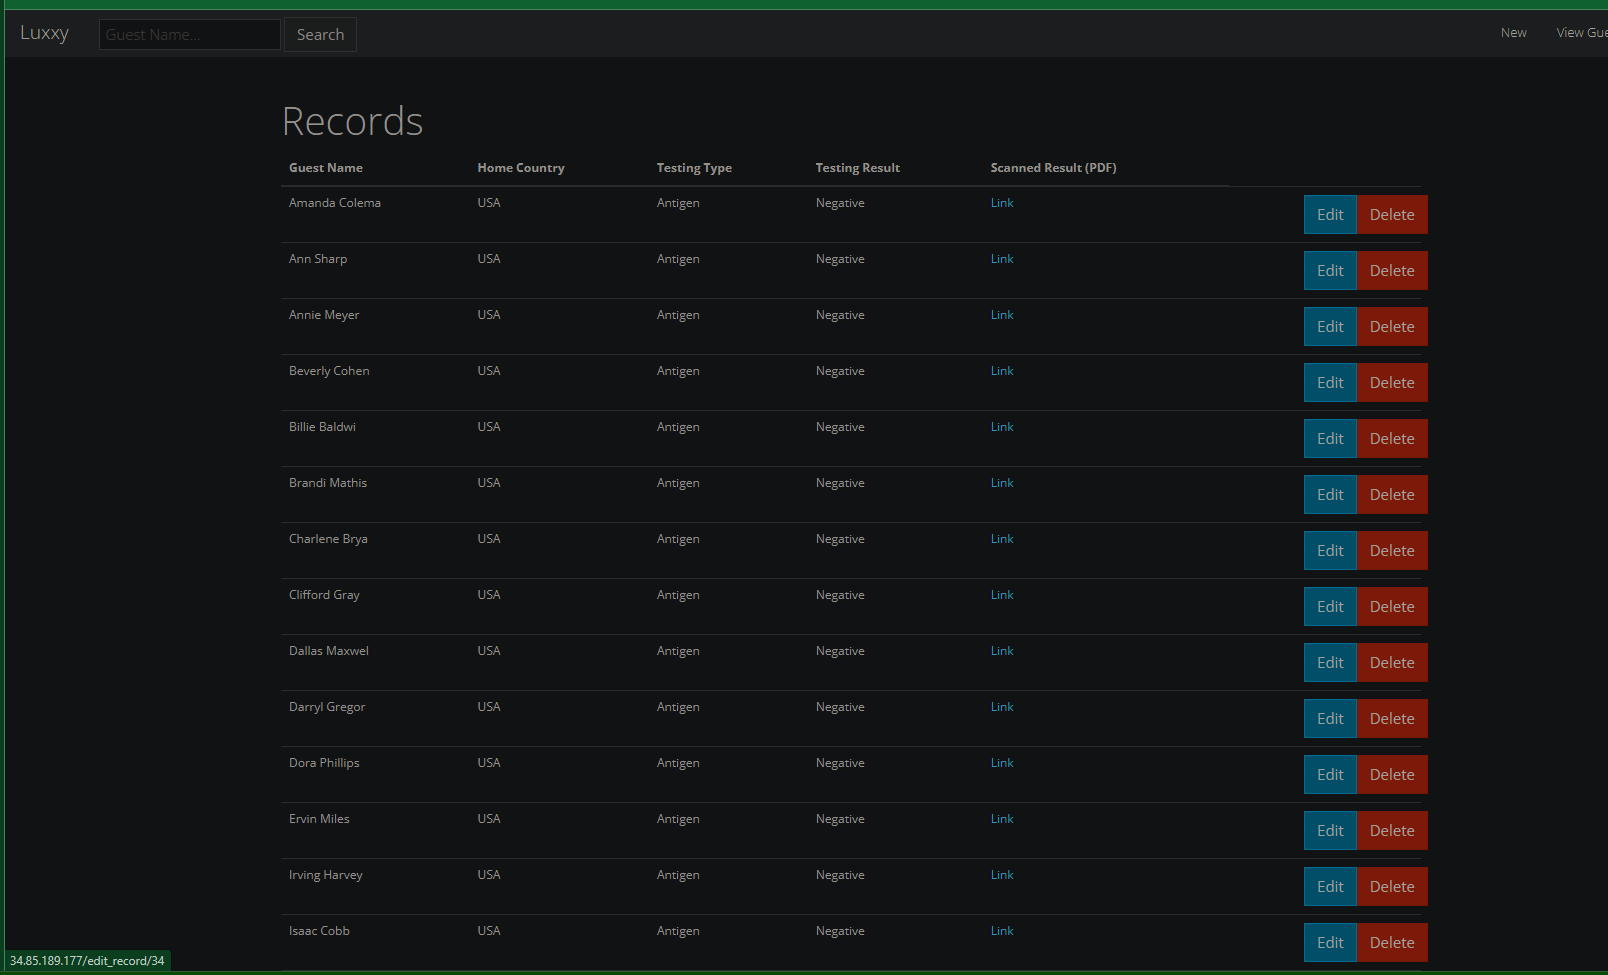 Luxxy Guest Name... Search New View Gue
Records
Guest Name Home Country Testing Type Testing Result Scanned Result (PDF)
Amanda Colema USA Antigen Negative Link Edit Delete
Ann Sharp USA Antigen Negative Link Edit Delete
Annie Meyer USA Antigen Negative Link Edit Delete
Beverly Cohen USA Antigen Negative Link Edit Delete
Billie Baldwi USA Antigen Negative Link Edit Delete
Brandi Mathis USA Antigen Negative Link Edit Delete
Charlene Brya USA Antigen Negative Link Edit Delete
Clifford Gray USA Antigen Negative Link Edit Delete
Dallas Maxwel USA Antigen Negative Link Edit Delete
Darryl Gregor USA Antigen Negative Link Edit Delete
Dora Phillips USA Antigen Negative Link Edit Delete
Ervin Miles USA Antigen Negative Link Edit Delete
Irving Harvey USA Antigen Negative Link Edit Delete
Isaac Cobb USA Antigen Negative Link Edit Delete
34.85.189.177/edit_record/34